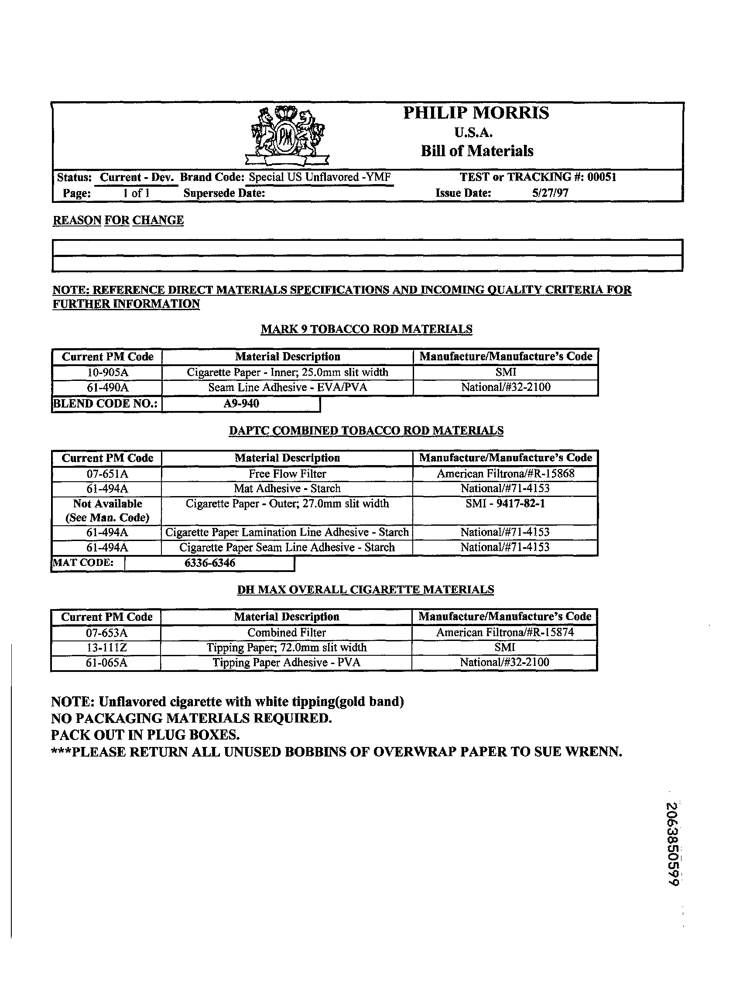 PM
PHILIP MORRIS
U.S.A.
Bill of Materials
Status: Current - Dev. Brand Code: Special US Unflavored -YMF TEST or TRACKING #: 00051
Page: 1 of 1 Supersede Date: Issue Date: 5/27/97
REASON FOR CHANGE
NOTE: REFERENCE DIRECT MATERIALS SPECIFICATIONS AND INCOMING QUALITY CRITERIA FOR
FURTHER INFORMATION
MARK 9 TOBACCO ROD MATERIALS
Current PM Code Material Description Manufacture/Manufacture's Code
10-905A Cigarette Paper - Inner; 25.0mm slit width SMI
61-490A Seam Line Adhesive - EVA/PVA National/#32-2100
BLEND CODE NO.: A9-940
DAPTC COMBINED TOBACCO ROD MATERIALS
Current PM Code Material Description Manufacture/Manufacture's Code
07-651A Free Flow Filter American Filtrona/#R-15868
61-494A Mat Adhesive - Starch National/#71-4153
Not Available Cigarette Paper - Outer; 27.0mm slit width SMI - 9417-82-1
(See Man. Code)
61-494A Cigarette Paper Lamination Line Adhesive - Starch National/#71-4153
61-494A Cigarette Paper Seam Line Adhesive - Starch National/#71-4153
MAT CODE: 6336-6346
DH MAX OVERALL CIGARETTE MATERIALS
Current PM Code Material Description Manufacture/Manufacture's Code
07-653A Combined Filter American Filtrona/#R-15874
13-111Z Tipping Paper; 72.0mm slit width SMI
61-065A Tipping Paper Adhesive - PVA National/#32-2100
NOTE: Unflavored cigarette with white tipping(gold band)
NO PACKAGING MATERIALS REQUIRED.
PACK OUT IN PLUG BOXES.
***PLEASE RETURN ALL UNUSED BOBBINS OF OVERWRAP PAPER TO SUE WRENN.
2063850599